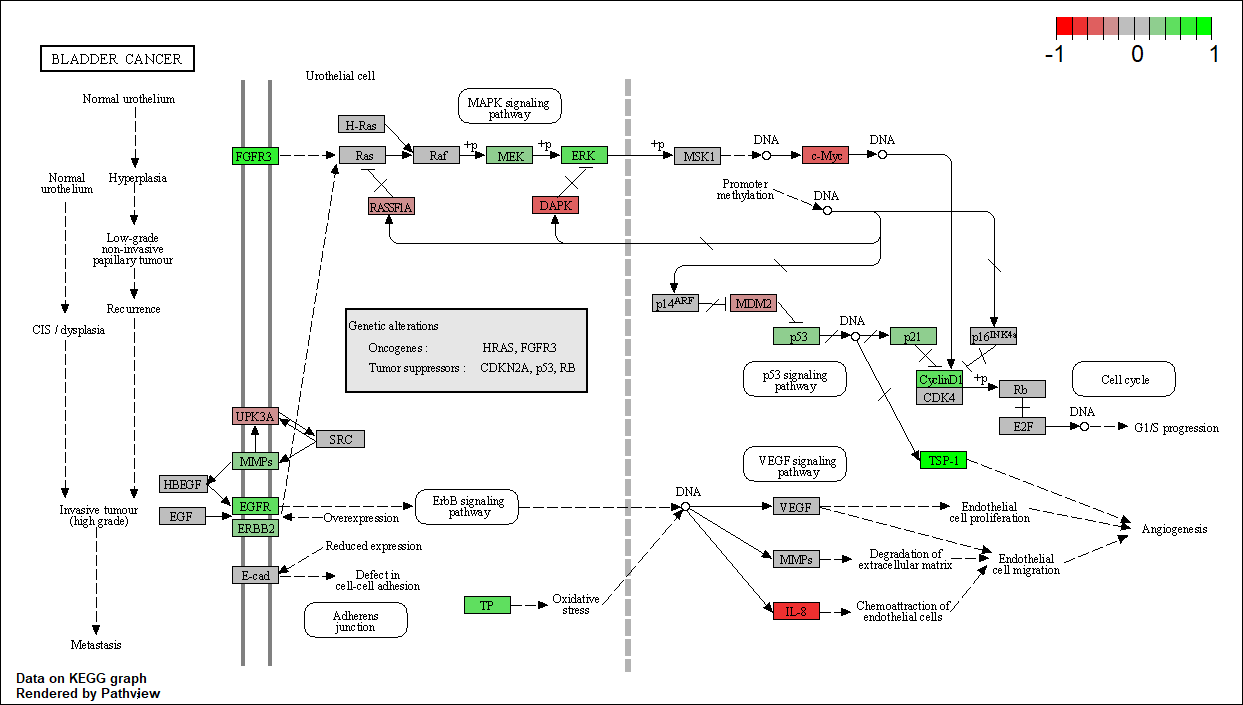 BLADDER CANCER
-1
0
1
Urothelial cell
Normal urothelium
Normal
urothelium
Hyperplasia
Low-grade
non-invasive
papillary tumour
Recurrence
CIS / dysplasia
Invasive tumour
(high grade)
Metastasis
MAPK signaling
pathway
H-Ras
FGFR3
Ras
Raf
+p
MEK
+p
ERK
+p
MSK1
DNA
c-Myc
DNA
RASSF1A
DAPK
Promoter
methylation
DNA
p14ARF
MDM2
p53
DNA
p21
p16INK4a
Genetic alterations
Oncogenes :
HRAS, FGFR3
Tumor suppressors :
CDKN2A, p53, RB
p53 signaling
pathway
CyclinD1
CDK4
+p
Rb
Cell cycle
E2F
DNA
G1/S progression
UPK3A
SRC
MMPs
HBEGF
EGFR
EGF
ERBB2
Overexpression
ErbB signaling
pathway
Reduced expression
E-cad
Defect in
cell-cell adhesion
Adherens
junction
TP
Oxidative
stress
VEGF signaling
pathway
TSP-1
DNA
VEGF
Endothelial
cell proliferation
Angiogenesis
MMPs
Degradation of
extracellular matrix
Endothelial
cell migration
IL-8
Chemoattraction of
endothelial cells
Data on KEGG graph
Rendered by Pathview